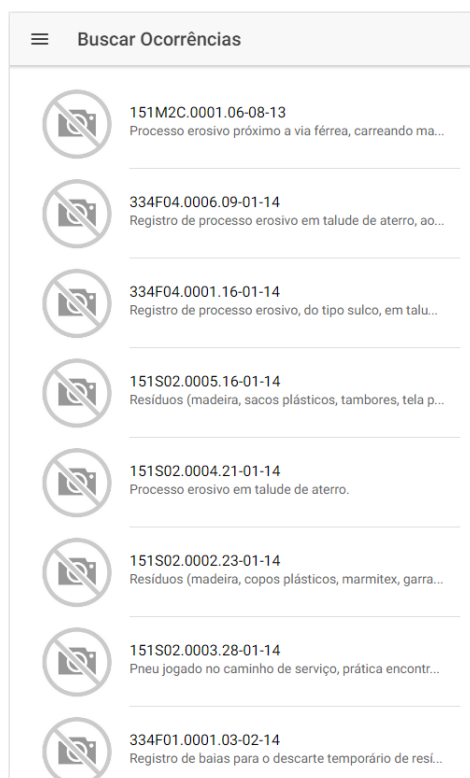 Buscar Ocorrências
151M2C.0001.06-08-13
Processo erosivo próximo a via férrea, carreando ma...
334F04.0006.09-01-14
Registro de processo erosivo em talude de aterro, ao...
334F04.0001.16-01-14
Registro de processo erosivo, do tipo sulco, em talu...
151S02.0005.16-01-14
Resíduos (madeira, sacos plásticos, tambores, tela p...
151S02.0004.21-01-14
Processo erosivo em talude de aterro.
151S02.0002.23-01-14
Resíduos (madeira, copos plásticos, marmitex, garra...
151S02.0003.28-01-14
Pneu jogado no caminho de serviço, prática encontr...
334F01.0001.03-02-14
Registro de baias para o descarte temporário de resí...